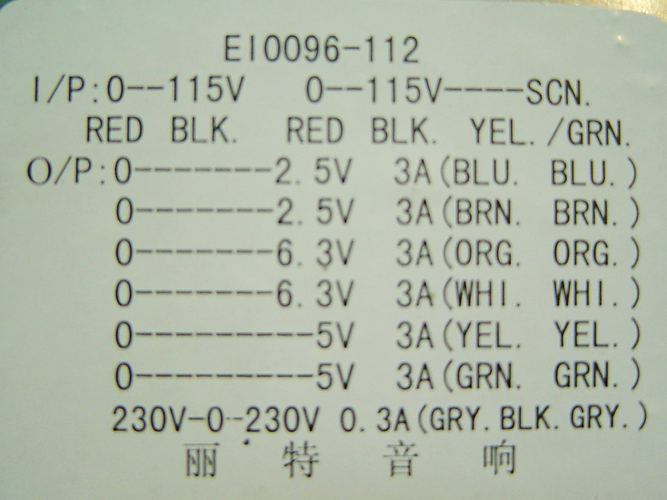 EI0096-112
I/P:0--115V 0--115V----SCN.
RED BLK. RED BLK. YEL./GRN.
O/P:0-------2.5V 3A(BLU. BLU.)
0-------2.5V 3A(BRN. BRN.)
0-------6.3V 3A(ORG. ORG.)
0-------6.3V 3A(WHI. WHI.)
0---------5V 3A(YEL. YEL.)
0---------5V 3A(GRN. GRN.)
230V-0-230V 0.3A(GRY.BLK.GRY.)
丽特音响